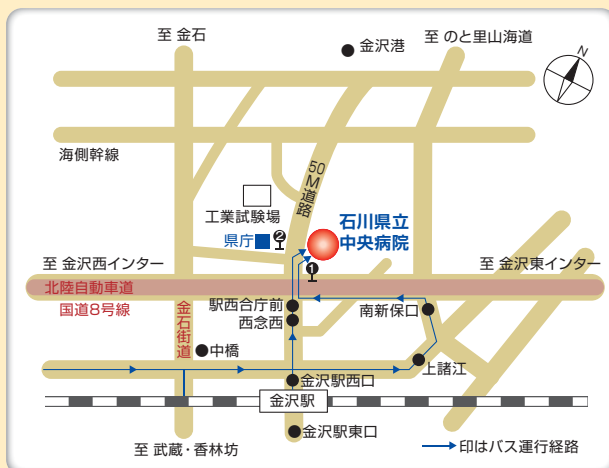 至 金石
金沢港
至 のと里山海道
N
海側幹線
50M道路
工業試験場
石川県立
中央病院
県庁
2
1
至 金沢西インター
至 金沢東インター
北陸自動車道
国道8号線
金石街道
駅西合庁前
西念西
南新保口
中橋
上諸江
金沢駅西口
金沢駅
金沢駅東口
至 武蔵・香林坊
印はバス運行経路